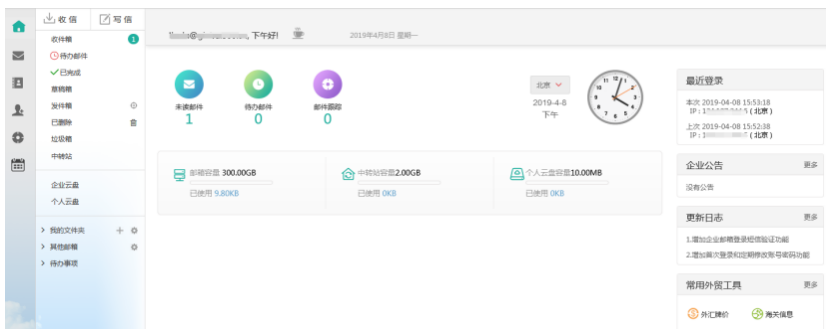 收信 写信
收件箱 1
待办邮件
已完成
草稿箱
发件箱
已删除
垃圾箱
中转站
企业云盘
个人云盘
我的文件夹
其他邮箱
待办事项
下午好!
2019年4月8日 星期一
未读邮件
1
待办邮件
0
邮件跟踪
0
北京
2019-4-8
下午
邮箱容量 300.00GB
已使用 9.80KB
中转站容量2.00GB
已使用 0KB
个人云盘容量10.00MB
已使用 0KB
最近登录
本次 2019-04-08 15:53:18
IP: (北京)
上次 2019-04-08 15:52:38
IP: (北京)
企业公告 更多
没有公告
更新日志 更多
1.增加企业邮箱登录短信验证功能
2.增加首次登录和定期修改账号密码功能
常用外贸工具 更多
外汇牌价 海关信息